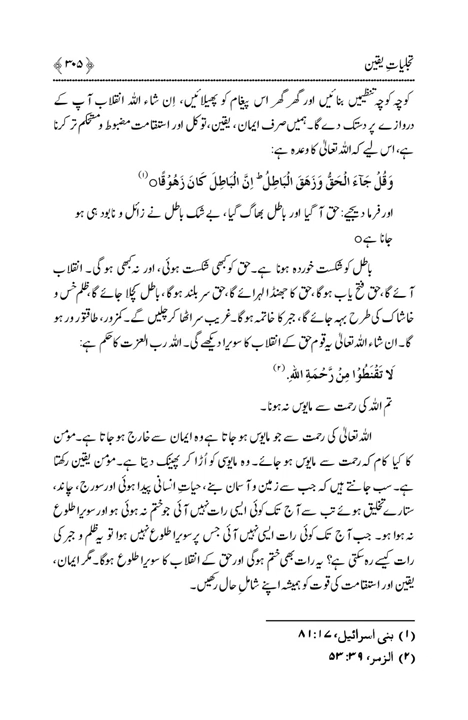 تجلیاتِ یقین
﴿ ۳۰۵ ﴾
کوچہ کوچہ تنظیمیں بنائیں اور گھر گھر اس پیغام کو پھیلائیں، اِن شاء اللہ انقلاب آپ کے
دروازے پر دستک دے گا۔ ہمیں صرف ایمان، یقین، توکل اور استقامت مضبوط و مستحکم تر کرنا
ہے، اس لیے کہ اللہ تعالیٰ کا وعدہ ہے:
وَقُلْ جَآءَ الْحَقُّ وَزَهَقَ الْبَاطِلُ ؕ اِنَّ الْبَاطِلَ كَانَ زَهُوْقًا○ (۱)
اور فرما دیجیے: حق آ گیا اور باطل بھاگ گیا، بے شک باطل نے زائل و نابود ہی ہو
جانا ہے○
باطل کو شکست خوردہ ہونا ہے۔ حق کو کبھی شکست ہوئی، اور نہ کبھی ہو گی۔ انقلاب
آئے گا، حق فتح یاب ہوگا، حق کا جھنڈا لہرائے گا، حق سر بلند ہو گا، باطل کچلا جائے گا، ظلم خس و
خاشاک کی طرح بہہ جائے گا، جبر کا خاتمہ ہو گا۔ غریب سر اٹھا کر چلیں گے۔ کمزور، طاقتور ور ہو
گا۔ ان شاء اللہ تعالیٰ یہ قوم حق کے انقلاب کا سویرا دیکھے گی۔ اللہ رب العزت کا حکم ہے:
لَا تَقْنَطُوْا مِنْ رَّحْمَةِ اللهِ. (۲)
تم اللہ کی رحمت سے مایوس نہ ہونا۔
اللہ تعالیٰ کی رحمت سے جو مایوس ہو جاتا ہے وہ ایمان سے خارج ہو جاتا ہے۔ مومن
کا کیا کام کہ رحمت سے مایوس ہو جائے۔ وہ مایوسی کو اُڑا کر پھینک دیتا ہے۔ مومن یقین رکھتا
ہے۔ سب جانتے ہیں کہ جب سے زمین و آسمان بنے، حیاتِ انسانی پیدا ہوئی اور سورج، چاند،
ستارے تخلیق ہوئے تب سے آج تک کوئی ایسی رات نہیں آئی جو ختم نہ ہوئی ہو اور سویرا طلوع
نہ ہوا ہو۔ جب آج تک کوئی رات ایسی نہیں آئی جس پر سویرا طلوع نہیں ہوا تو یہ ظلم و جبر کی
رات کیسے رہ سکتی ہے؟ یہ رات بھی ختم ہو گی اور حق کے انقلاب کا سویرا طلوع ہوگا۔ مگر ایمان،
یقین اور استقامت کی قوت کو ہمیشہ اپنے شاملِ حال رکھیں۔
(۱) بنی اسرائیل، ۱۷: ۸۱
(۲) الزمر، ۳۹: ۵۳